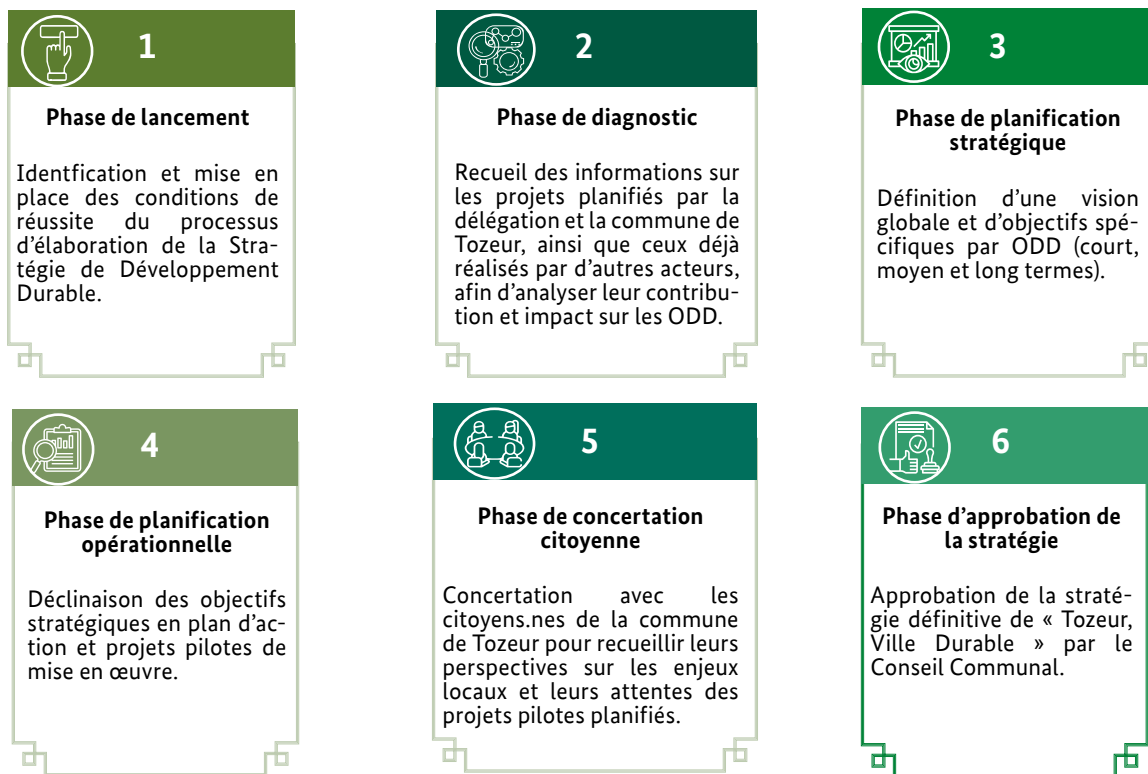 1
Phase de lancement
Identfication et mise en
place des conditions de
réussite du processus
d'élaboration de la Stra-
tégie de Développement
Durable.
2
Phase de diagnostic
Recueil des informations sur
les projets planifiés par la
délégation et la commune de
Tozeur, ainsi que ceux déjà
réalisés par d'autres acteurs,
afin d'analyser leur contribu-
tion et impact sur les ODD.
3
Phase de planification
stratégique
Définition d'une vision
globale et d'objectifs spé-
cifiques par ODD (court,
moyen et long termes).
4
Phase de planification
opérationnelle
Déclinaison des objectifs
stratégiques en plan d'ac-
tion et projets pilotes de
mise en œuvre.
5
Phase de concertation
citoyenne
Concertation avec les
citoyens.nes de la commune
de Tozeur pour recueillir leurs
perspectives sur les enjeux
locaux et leurs attentes des
projets pilotes planifiés.
6
Phase d'approbation de
la stratégie
Approbation de la straté-
gie définitive de « Tozeur,
Ville Durable » par le
Conseil Communal.